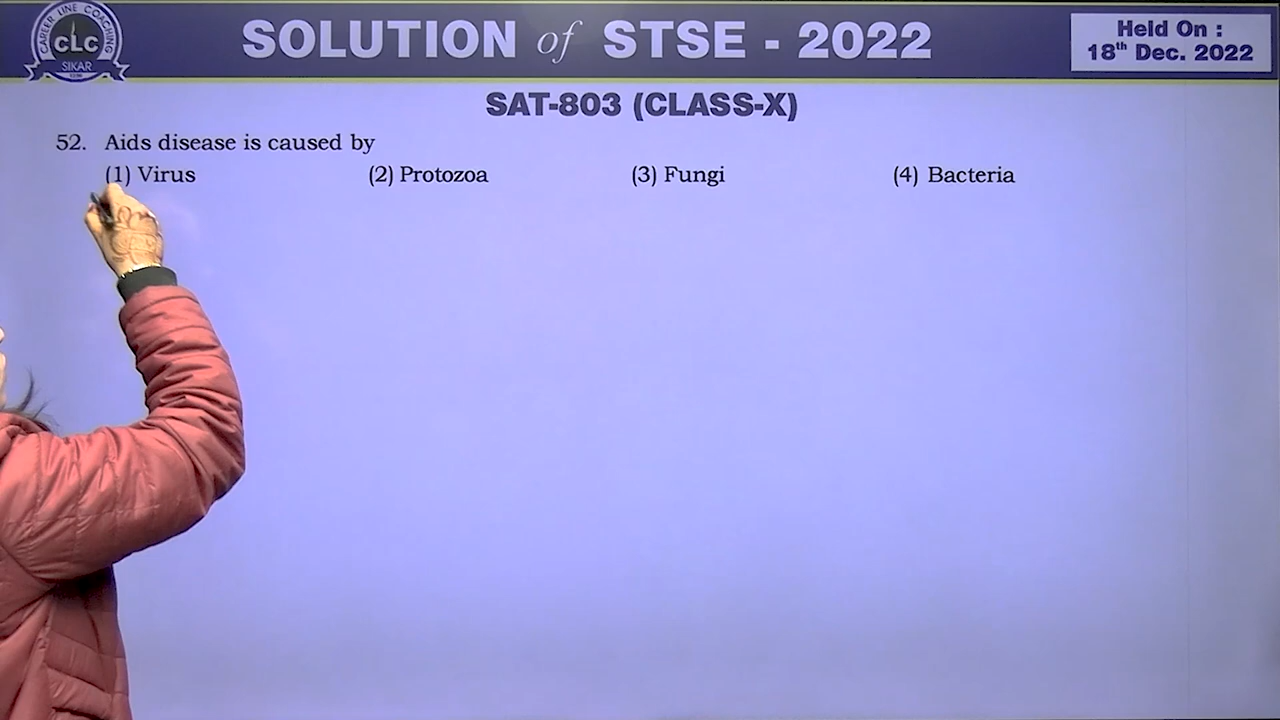 CAREER LINE COACHING
CLC
SIKAR
SOLUTION of STSE - 2022
Held On :
18th Dec. 2022
SAT-803 (CLASS-X)
52. Aids disease is caused by
(1) Virus (2) Protozoa (3) Fungi (4) Bacteria